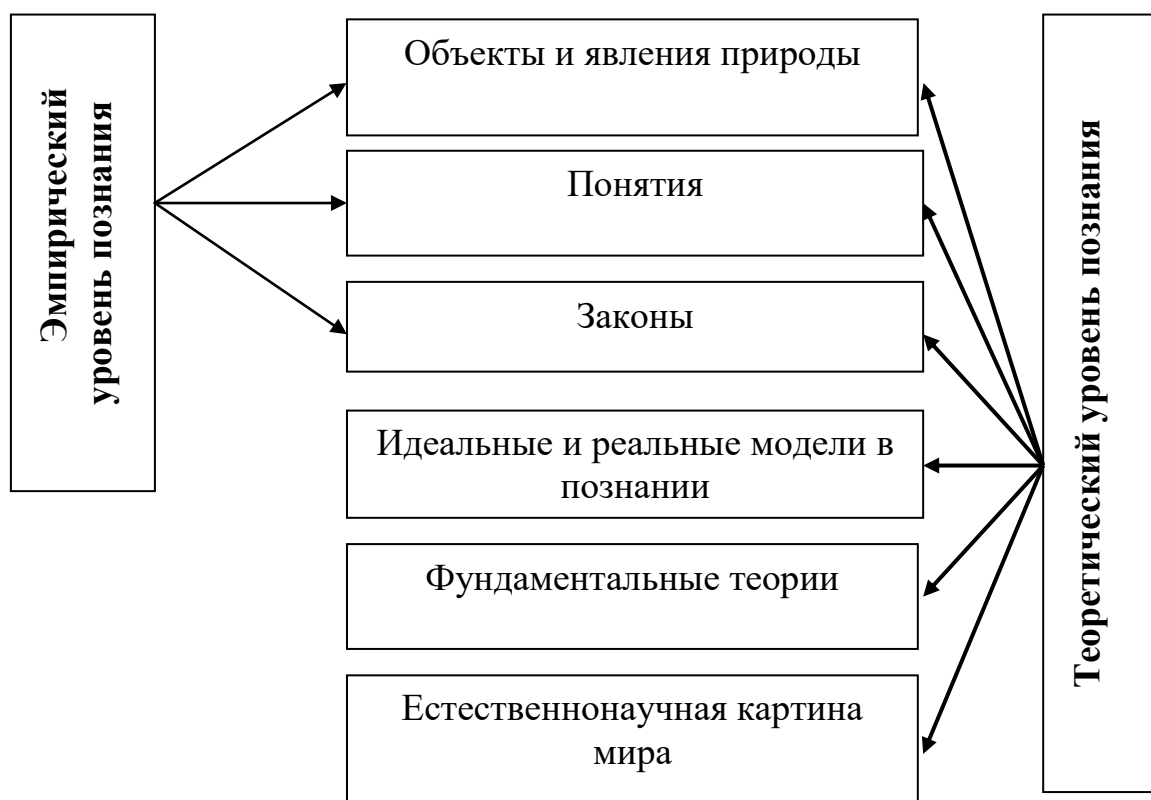 Эмпирический
уровень познания
Объекты и явления природы
Понятия
Законы
Идеальные и реальные модели в
познании
Фундаментальные теории
Естественнонаучная картина
мира
Теоретический уровень познания